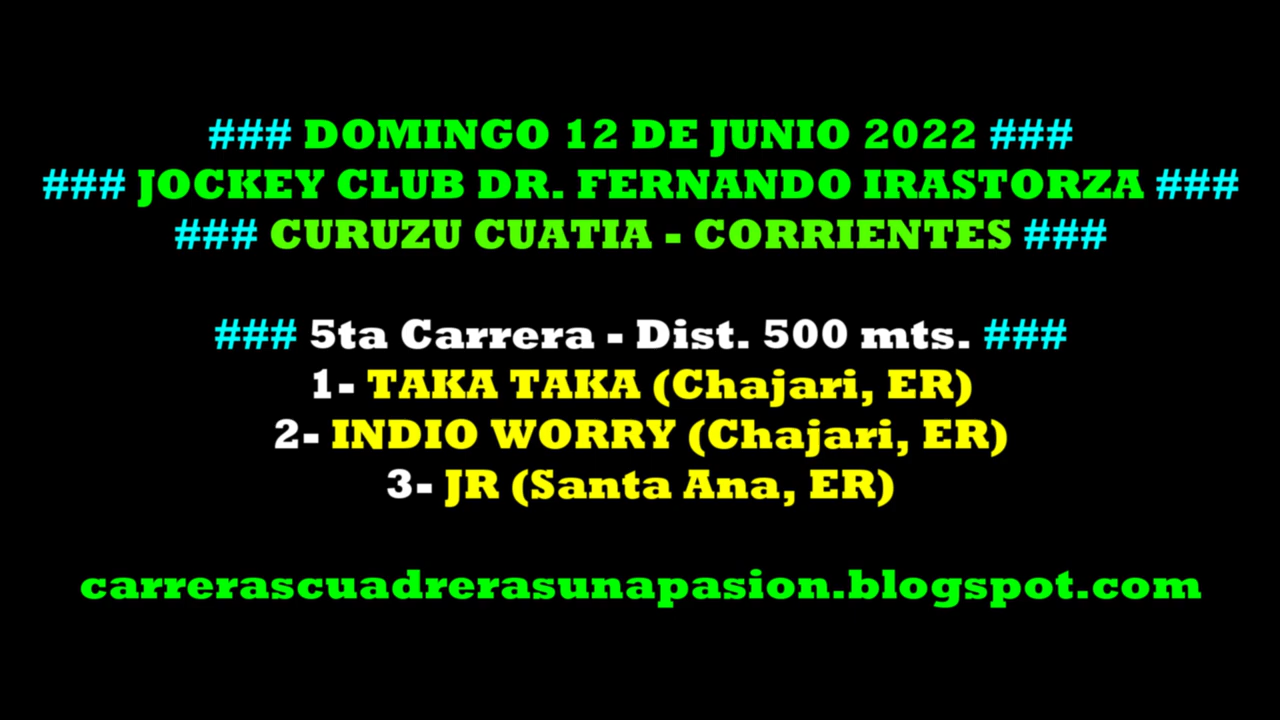 ### DOMINGO 12 DE JUNIO 2022 ###
### JOCKEY CLUB DR. FERNANDO IRASTORZA ###
### CURUZU CUATIA - CORRIENTES ###
### 5ta Carrera - Dist. 500 mts. ###
1- TAKA TAKA (Chajari, ER)
2- INDIO WORRY (Chajari, ER)
3- JR (Santa Ana, ER)
carrerascuadrerasunapasion.blogspot.com